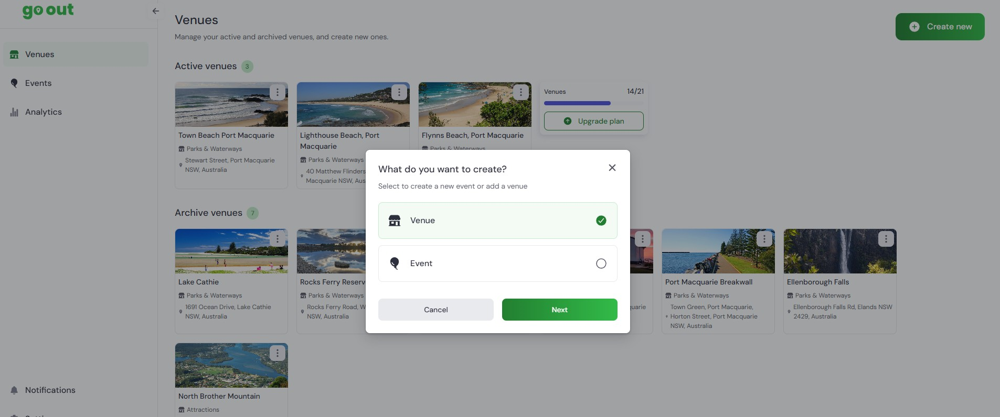 go out
Venues
Events
Analytics
Notifications
Venues
Manage your active and archived venues, and create new ones.
Create new
Active venues 3
Town Beach Port Macquarie
Parks & Waterways
Stewart Street, Port Macquarie
NSW, Australia
Lighthouse Beach, Port
Macquarie
Parks & Waterways
40 Matthew Flinders
Macquarie NSW, Aus
Flynns Beach, Port Macquarie
Parks & Waterways
Venues 14/21
Upgrade plan
What do you want to create?
Select to create a new event or add a venue
Venue
Event
Cancel
Next
Archive venues 7
Lake Cathie
Parks & Waterways
1691 Ocean Drive, Lake Cathie
NSW, Australia
Rocks Ferry Reserv
Parks & Waterways
Rocks Ferry Road, W
NSW, Australia
quarie
Port Macquarie Breakwall
Parks & Waterways
Town Green, Port Macquarie,
Horton Street, Port Macquarie
NSW, Australia
Ellenborough Falls
Parks & Waterways
Ellenborough Falls Rd, Elands NSW
2429, Australia
North Brother Mountain
Attractions